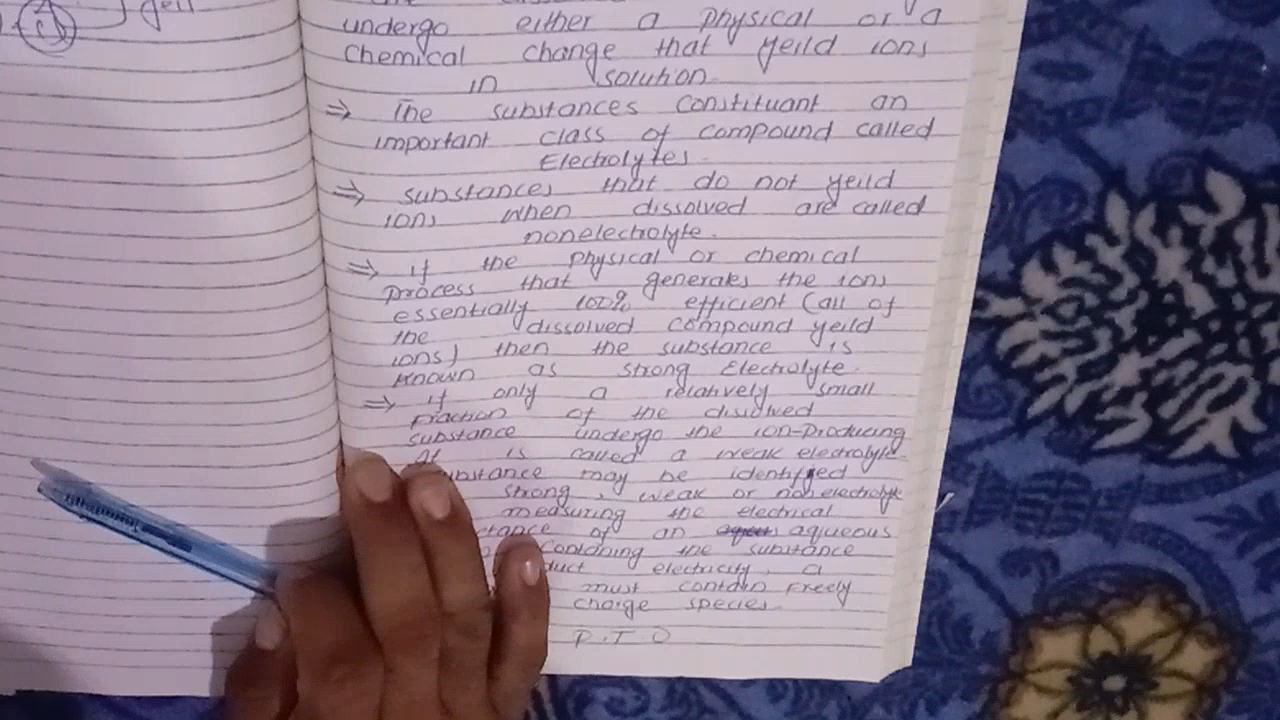 undergo either a physical or a
chemical change that yeild ions
in solution.
⇒ The substances constituant an
important class of compound called
Electrolytes.
⇒ substances that do not yeild
ions when dissolved are called
nonelectrolyte.
⇒ if the physical or chemical
process that generates the ions
essentially 100% efficient (all of
the dissolved compound yeild
ions) then the substance is
known as strong Electrolyte.
⇒ if only a relatively small
fraction of the dissolved
substance undergo the ion-producing
is called a weak electrolyte.
substance may be identified
strong, weak or nonelectrolyte
measuring the electrical
of an aqueous
containing the substance
electricity, a
must contain freely
charge species.
P.T.O